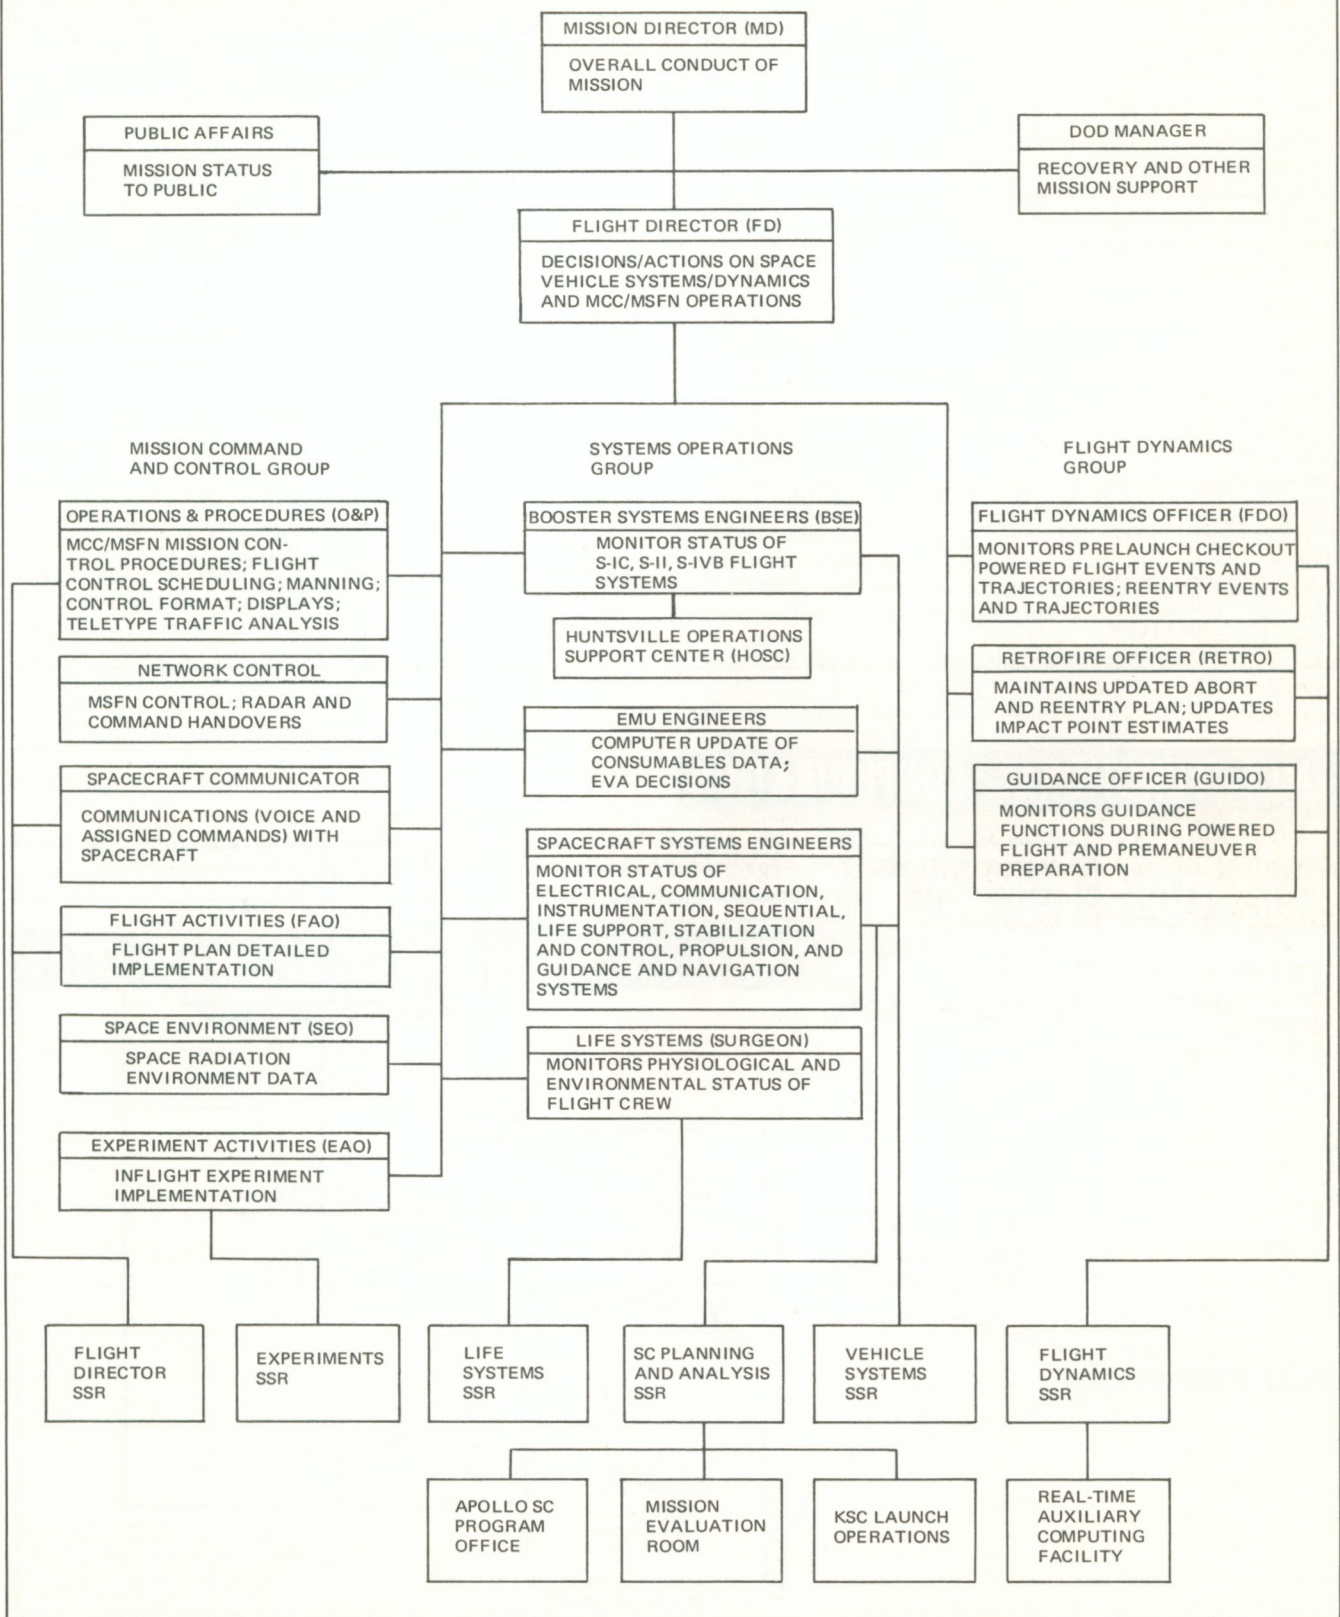 MISSION DIRECTOR (MD)
OVERALL CONDUCT OF
MISSION
PUBLIC AFFAIRS
MISSION STATUS
TO PUBLIC
DOD MANAGER
RECOVERY AND OTHER
MISSION SUPPORT
FLIGHT DIRECTOR (FD)
DECISIONS/ACTIONS ON SPACE
VEHICLE SYSTEMS/DYNAMICS
AND MCC/MSFN OPERATIONS
MISSION COMMAND
AND CONTROL GROUP
OPERATIONS & PROCEDURES (O&P)
MCC/MSFN MISSION CON-
TROL PROCEDURES; FLIGHT
CONTROL SCHEDULING; MANNING;
CONTROL FORMAT; DISPLAYS;
TELETYPE TRAFFIC ANALYSIS
NETWORK CONTROL
MSFN CONTROL; RADAR AND
COMMAND HANDOVERS
SPACECRAFT COMMUNICATOR
COMMUNICATIONS (VOICE AND
ASSIGNED COMMANDS) WITH
SPACECRAFT
FLIGHT ACTIVITIES (FAO)
FLIGHT PLAN DETAILED
IMPLEMENTATION
SPACE ENVIRONMENT (SEO)
SPACE RADIATION
ENVIRONMENT DATA
EXPERIMENT ACTIVITIES (EAO)
INFLIGHT EXPERIMENT
IMPLEMENTATION
SYSTEMS OPERATIONS
GROUP
BOOSTER SYSTEMS ENGINEERS (BSE)
MONITOR STATUS OF
S-IC, S-II, S-IVB FLIGHT
SYSTEMS
HUNTSVILLE OPERATIONS
SUPPORT CENTER (HOSC)
EMU ENGINEERS
COMPUTER UPDATE OF
CONSUMABLES DATA;
EVA DECISIONS
SPACECRAFT SYSTEMS ENGINEERS
MONITOR STATUS OF
ELECTRICAL, COMMUNICATION,
INSTRUMENTATION, SEQUENTIAL,
LIFE SUPPORT, STABILIZATION
AND CONTROL, PROPULSION, AND
GUIDANCE AND NAVIGATION
SYSTEMS
LIFE SYSTEMS (SURGEON)
MONITORS PHYSIOLOGICAL AND
ENVIRONMENTAL STATUS OF
FLIGHT CREW
FLIGHT DYNAMICS
GROUP
FLIGHT DYNAMICS OFFICER (FDO)
MONITORS PRELAUNCH CHECKOUT
POWERED FLIGHT EVENTS AND
TRAJECTORIES; REENTRY EVENTS
AND TRAJECTORIES
RETROFIRE OFFICER (RETRO)
MAINTAINS UPDATED ABORT
AND REENTRY PLAN; UPDATES
IMPACT POINT ESTIMATES
GUIDANCE OFFICER (GUIDO)
MONITORS GUIDANCE
FUNCTIONS DURING POWERED
FLIGHT AND PREMANEUVER
PREPARATION
FLIGHT
DIRECTOR
SSR
EXPERIMENTS
SSR
LIFE
SYSTEMS
SSR
SC PLANNING
AND ANALYSIS
SSR
VEHICLE
SYSTEMS
SSR
FLIGHT
DYNAMICS
SSR
APOLLO SC
PROGRAM
OFFICE
MISSION
EVALUATION
ROOM
KSC LAUNCH
OPERATIONS
REAL-TIME
AUXILIARY
COMPUTING
FACILITY